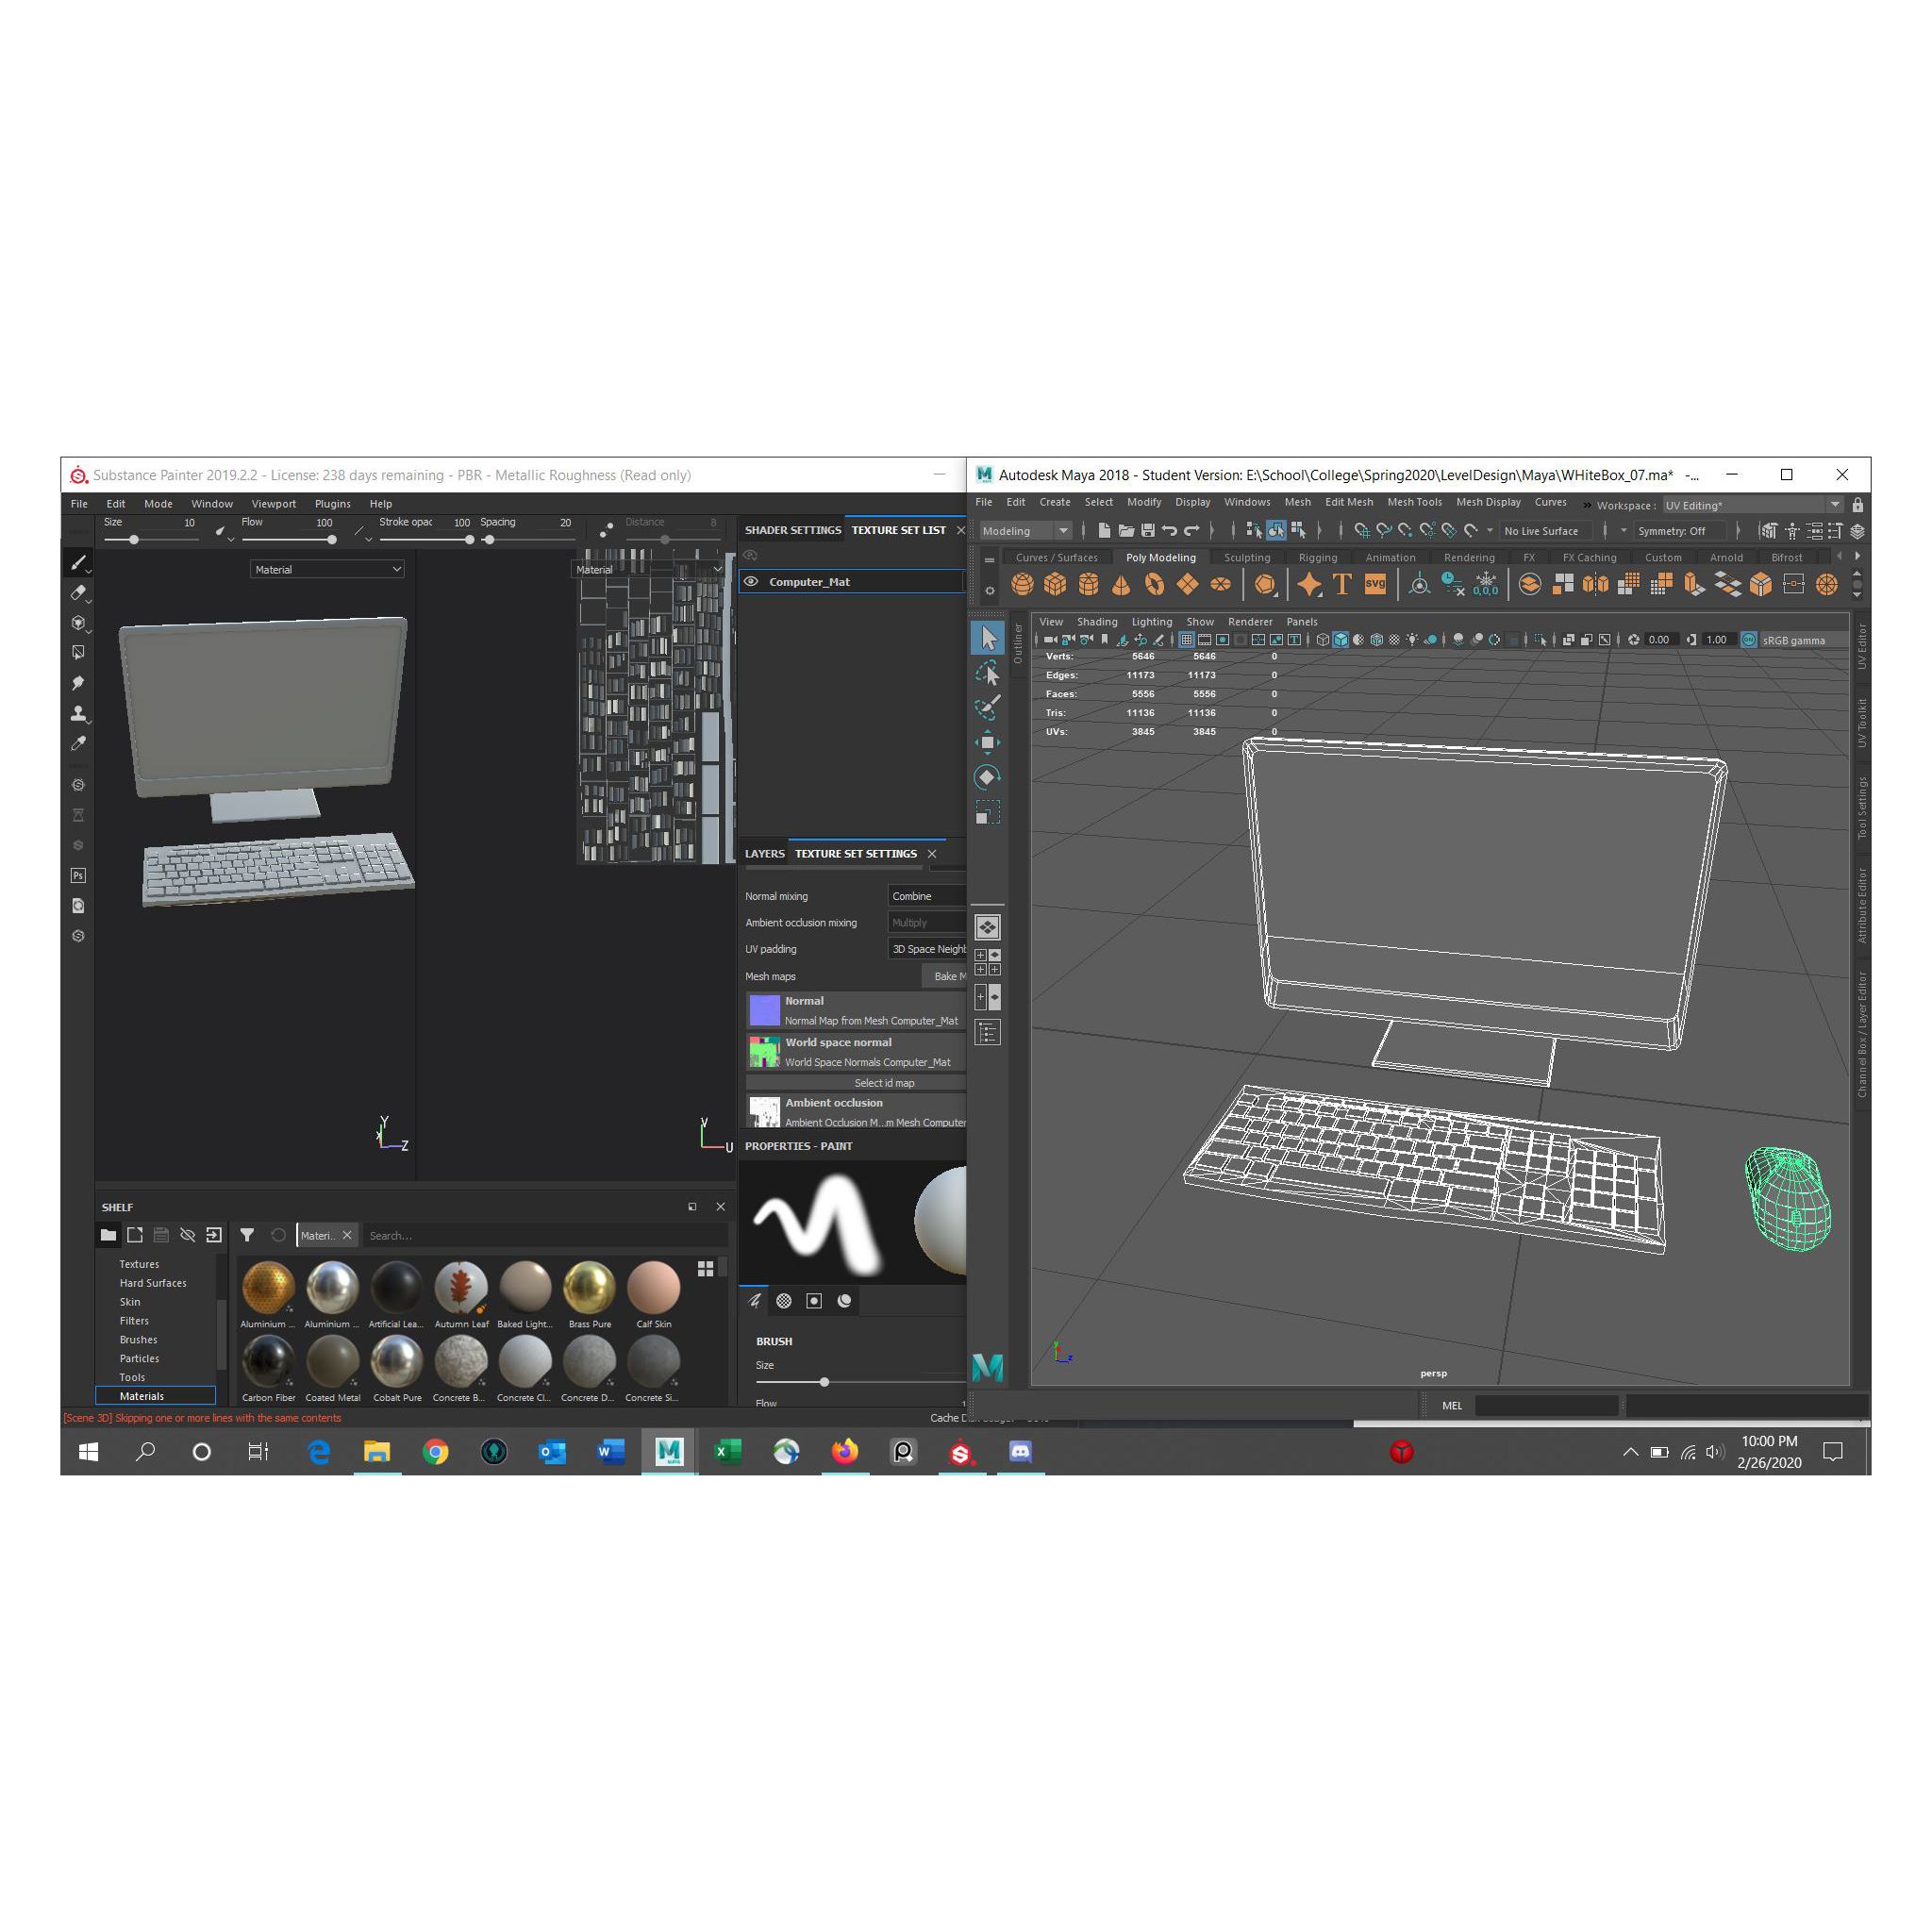 Substance Painter 2019.2.2 - License: 238 days remaining - PBR - Metallic Roughness (Read only)
File Edit Mode Window Viewport Plugins Help
Size 10 Flow 100 Stroke opac 100 Spacing 20 Distance 8
Material
Material
SHADER SETTINGS TEXTURE SET LIST
Computer_Mat
LAYERS TEXTURE SET SETTINGS
Normal mixing Combine
Ambient occlusion mixing Multiply
UV padding 3D Space Neighb
Mesh maps Bake M
Normal
Normal Map from Mesh Computer_Mat
World space normal
World Space Normals Computer_Mat
Select id map
Ambient occlusion
Ambient Occlusion M...m Mesh Computer
PROPERTIES - PAINT
Y
X
Z
V
U
SHELF
Materi.. Search...
Textures
Hard Surfaces
Skin
Filters
Brushes
Particles
Tools
Materials
Aluminium ... Aluminium ... Artificial Lea... Autumn Leaf Baked Light... Brass Pure Calf Skin
Carbon Fiber Coated Metal Cobalt Pure Concrete B... Concrete Cl... Concrete D... Concrete Si...
BRUSH
Size
Flow 1
Ps
[Scene 3D] Skipping one or more lines with the same contents
Cache D
Autodesk Maya 2018 - Student Version: E:\School\College\Spring2020\LevelDesign\Maya\WHiteBox_07.ma* -...
File Edit Create Select Modify Display Windows Mesh Edit Mesh Mesh Tools Mesh Display Curves » Workspace : UV Editing*
Modeling No Live Surface Symmetry: Off
Curves / Surfaces Poly Modeling Sculpting Rigging Animation Rendering FX FX Caching Custom Arnold Bifrost
T svg 0,0,0
View Shading Lighting Show Renderer Panels
0.00 1.00 ON sRGB gamma
Verts: 5646 5646 0
Edges: 11173 11173 0
Faces: 5556 5556 0
Tris: 11136 11136 0
UVs: 3845 3845 0
Outliner
UV Editor
UV Toolkit
Tool Settings
Attribute Editor
Channel Box / Layer Editor
y
z
persp
M
MEL
10:00 PM
2/26/2020